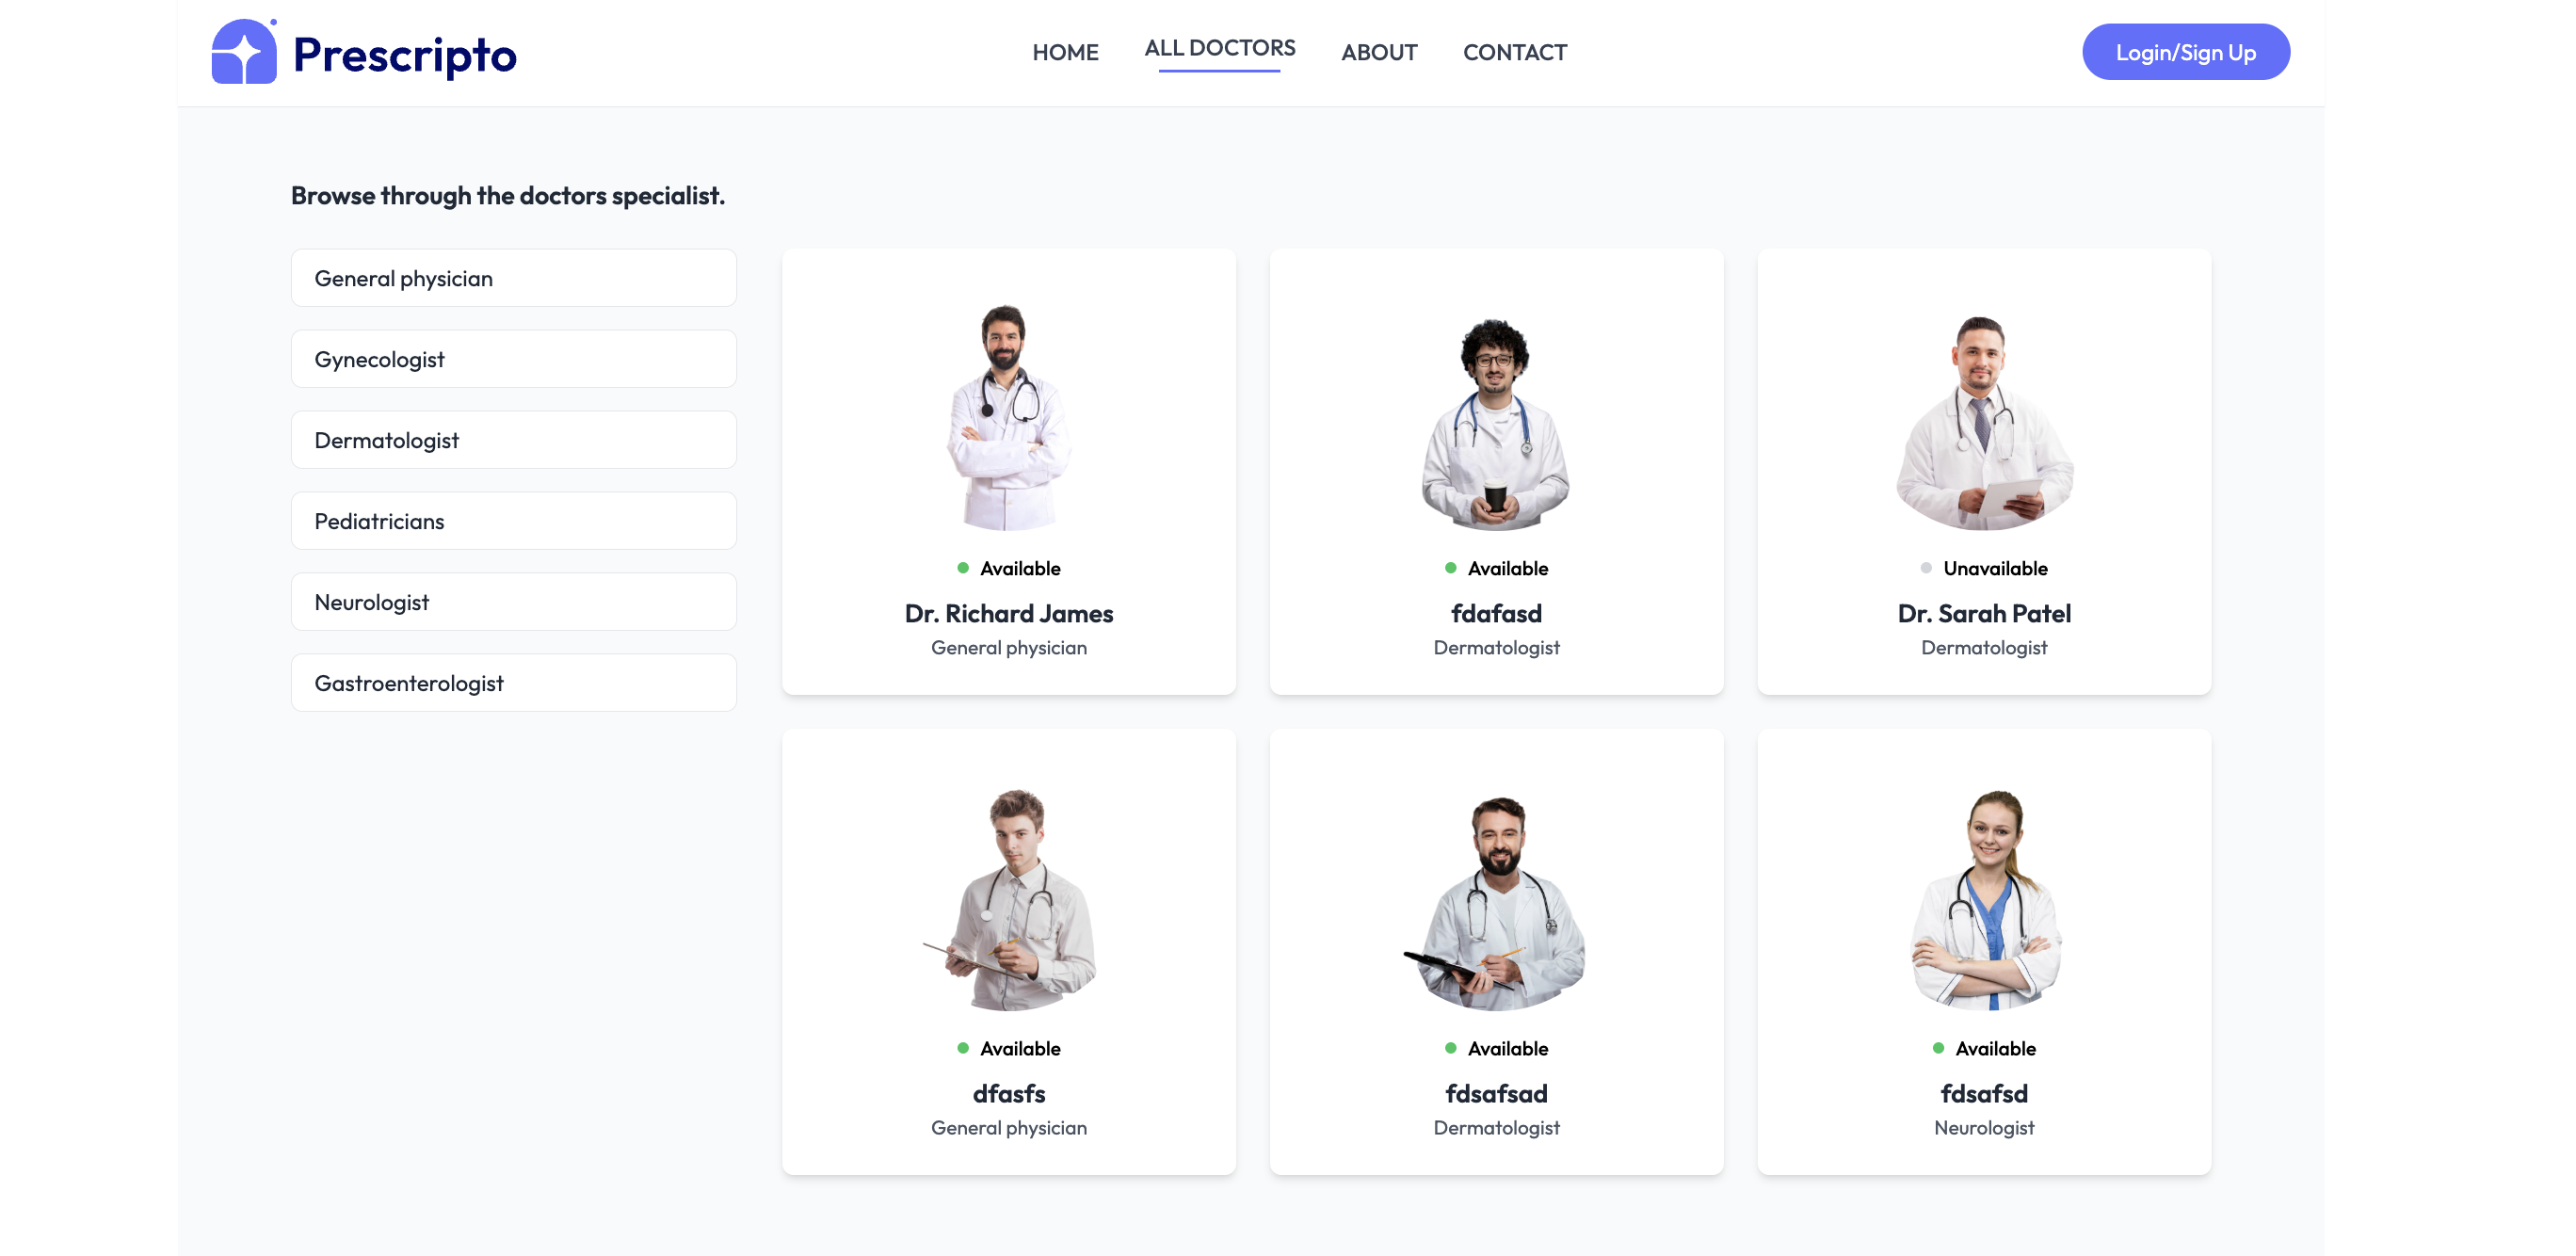 Prescripto
HOME
ALL DOCTORS
ABOUT
CONTACT
Login/Sign Up
Browse through the doctors specialist.
General physician
Gynecologist
Dermatologist
Pediatricians
Neurologist
Gastroenterologist
Available
Dr. Richard James
General physician
Available
fdafasd
Dermatologist
Unavailable
Dr. Sarah Patel
Dermatologist
Available
dfasfs
General physician
Available
fdsafsad
Dermatologist
Available
fdsafsd
Neurologist